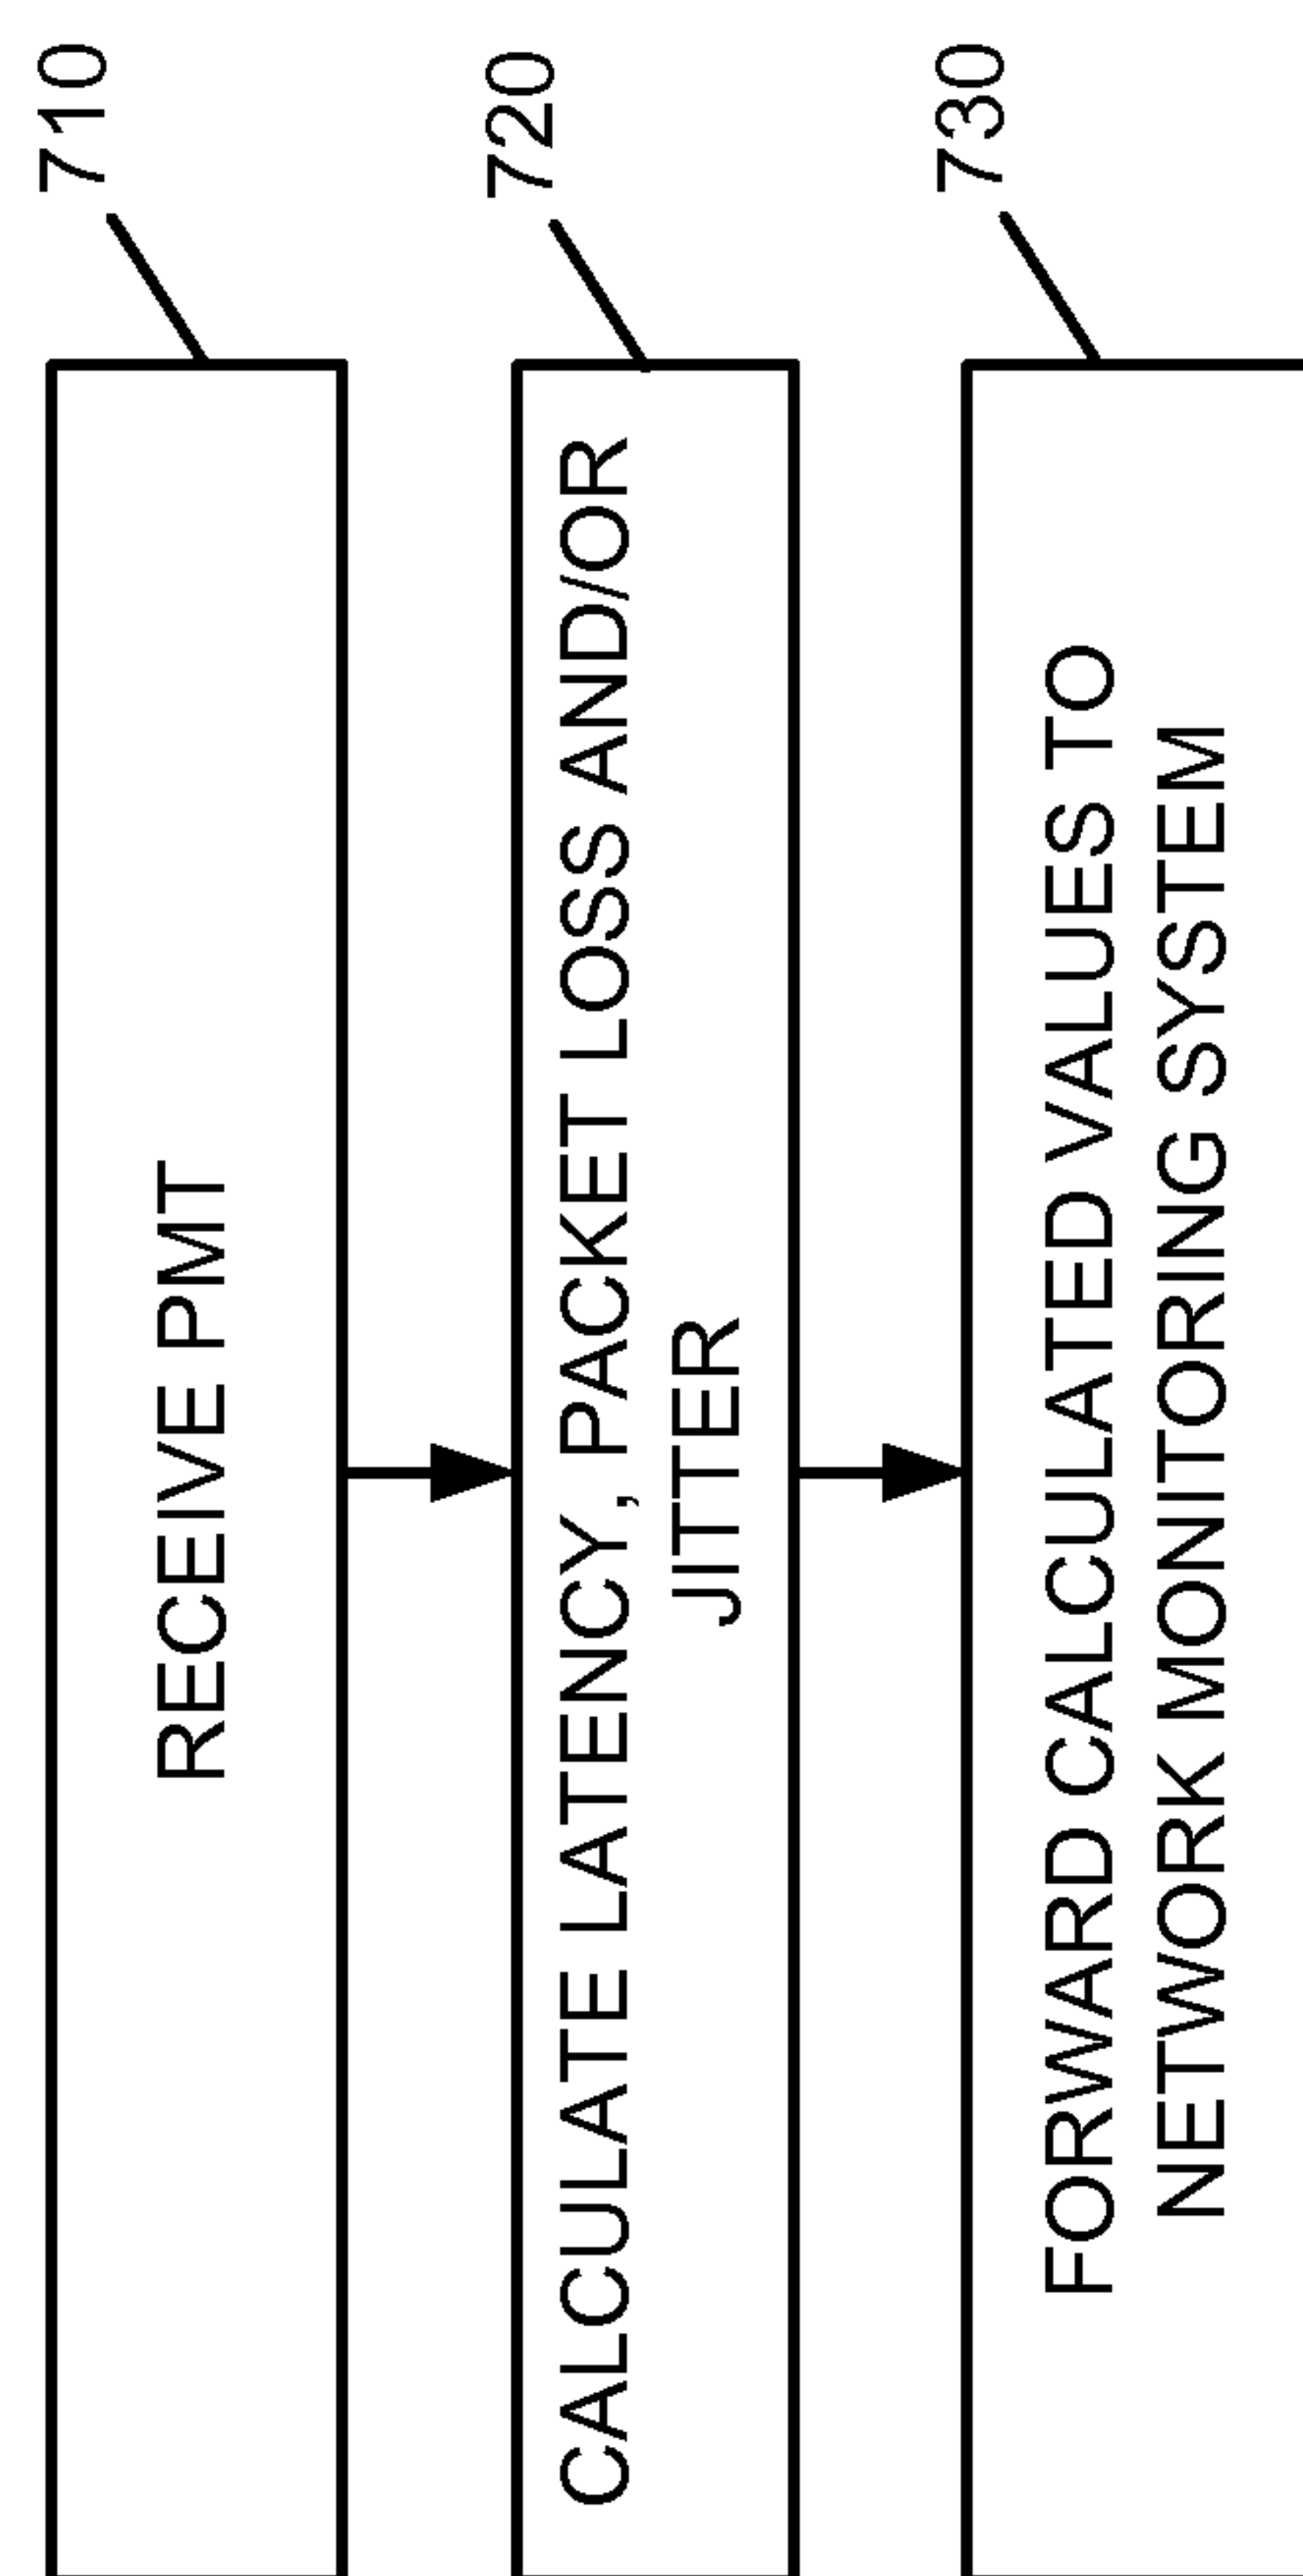 710
RECEIVE PMT
720
CALCULATE LATENCY, PACKET LOSS AND/OR
JITTER
730
FORWARD CALCULATED VALUES TO
NETWORK MONITORING SYSTEM